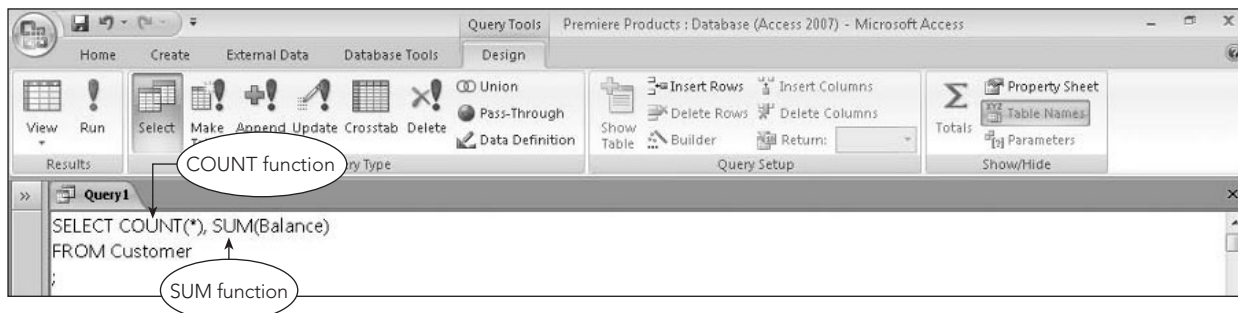 Query Tools Premiere Products : Database (Access 2007) - Microsoft Access
Home Create External Data Database Tools Design
View
Run
Select
Make
Append
Update
Crosstab
Delete
Union
Pass-Through
Data Definition
Show Table
Insert Rows
Delete Rows
Builder
Insert Columns
Delete Columns
Return:
Totals
Property Sheet
Table Names
Parameters
Results
Query Setup
Show/Hide
COUNT function
Query1
SELECT COUNT(*), SUM(Balance)
FROM Customer
;
SUM function